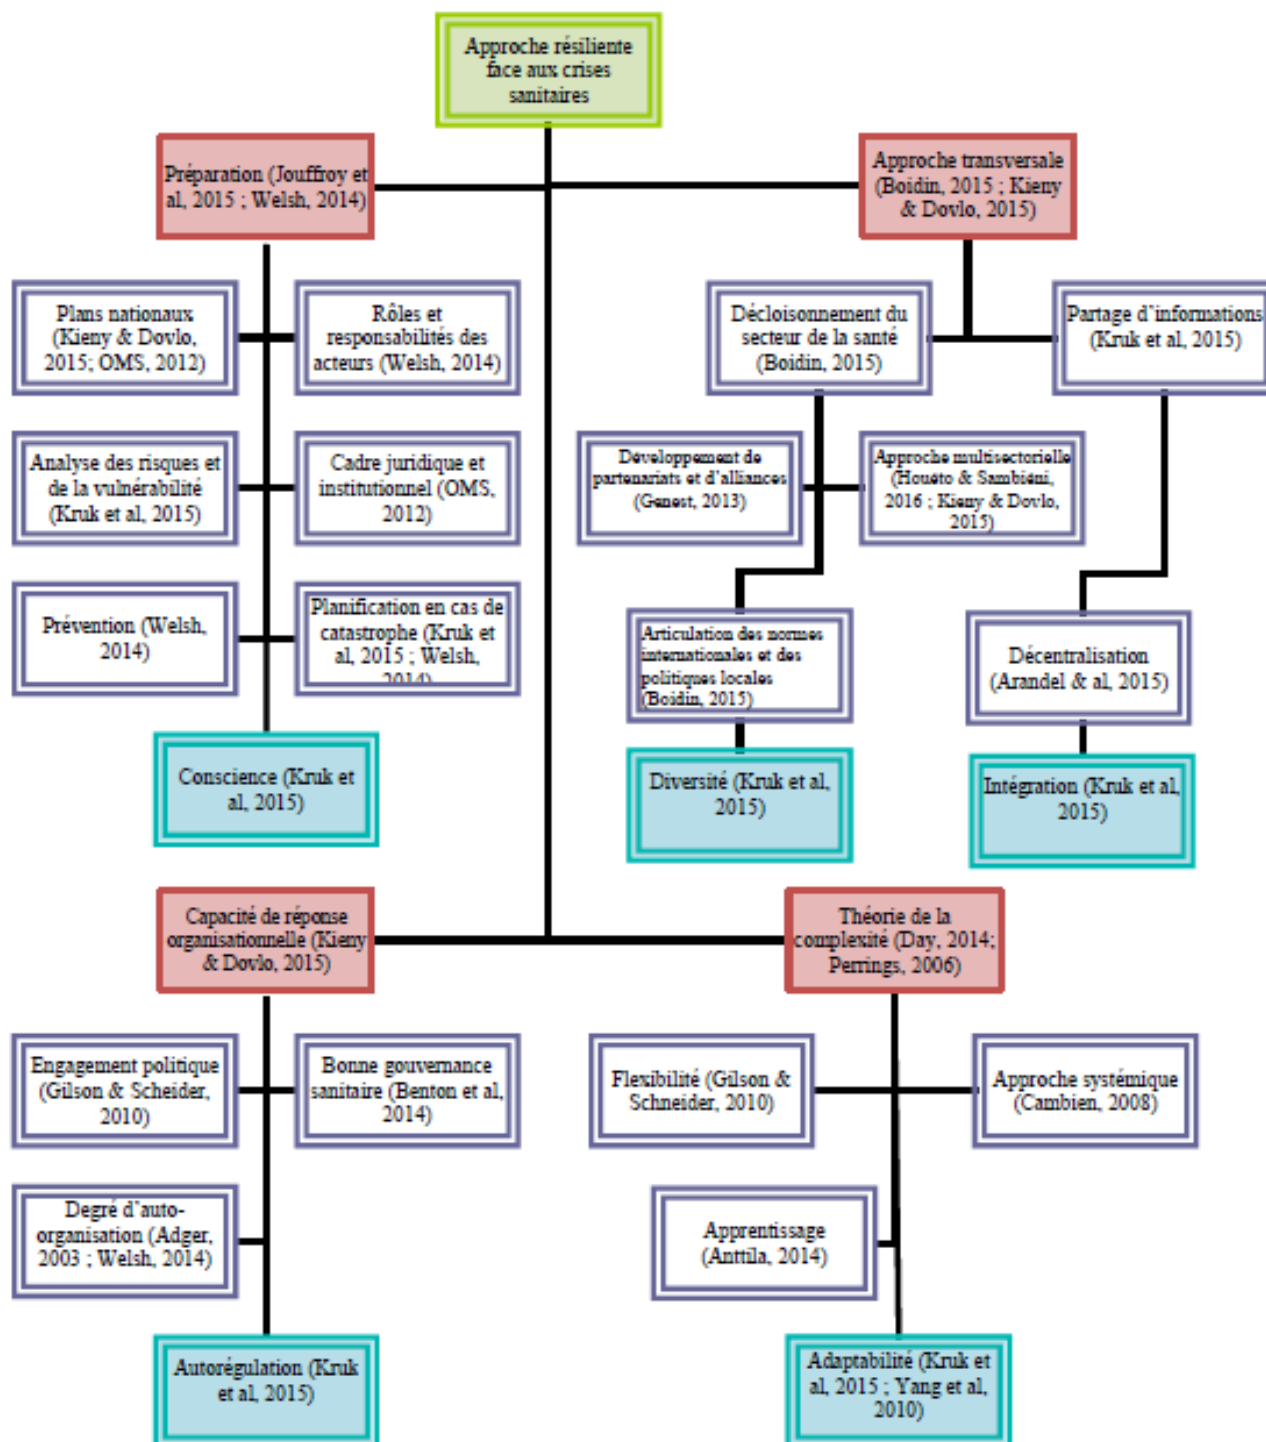 Approche résiliente
face aux crises
sanitaires
Préparation (Jouffroy et
al, 2015 ; Welsh, 2014)
Approche transversale
(Boidin, 2015 ; Kieny
& Dovlo, 2015)
Plans nationaux
(Kieny & Dovlo,
2015; OMS, 2012)
Rôles et
responsabilités des
acteurs (Welsh, 2014)
Décloisonnement du
secteur de la santé
(Boidin, 2015)
Partage d'informations
(Kruk et al, 2015)
Analyse des risques et
de la vulnérabilité
(Kruk et al, 2015)
Cadre juridique et
institutionnel (OMS,
2012)
Développement de
partenariats et d'alliances
(Genest, 2013)
Approche multisectorielle
(Houéto & Sambiéni,
2016 ; Kieny & Dovlo,
2015)
Prévention (Welsh,
2014)
Planification en cas de
catastrophe (Kruk et
al, 2015 ; Welsh,
2014)
Articulation des normes
internationales et des
politiques locales
(Boidin, 2015)
Décentralisation
(Arandel & al, 2015)
Conscience (Kruk et
al, 2015)
Diversité (Kruk et al,
2015)
Intégration (Kruk et al,
2015)
Capacité de réponse
organisationnelle (Kieny
& Dovlo, 2015)
Théorie de la
complexité (Day, 2014;
Perrings, 2006)
Engagement politique
(Gilson & Scheider,
2010)
Bonne gouvernance
sanitaire (Benton et al,
2014)
Flexibilité (Gilson &
Schneider, 2010)
Approche systémique
(Cambien, 2008)
Degré d'auto-
organisation (Adger,
2003 ; Welsh, 2014)
Apprentissage
(Anttila, 2014)
Autorégulation (Kruk
et al, 2015)
Adaptabilité (Kruk et
al, 2015 ; Yang et al,
2010)